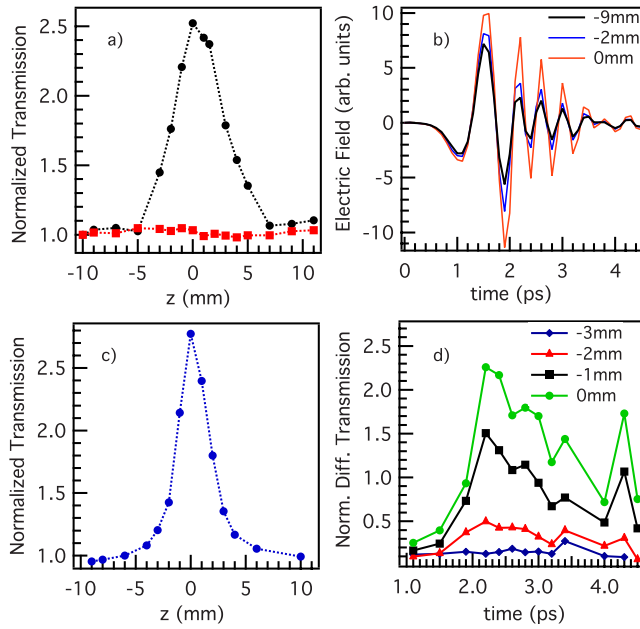 a)
2.5
2.0
1.5
1.0
Normalized Transmission
-10 -5 0 5 10
z (mm)
b)
-9mm
-2mm
0mm
10
5
0
-5
-10
Electric Field (arb. units)
0 1 2 3 4
time (ps)
c)
2.5
2.0
1.5
1.0
Normalized Transmission
-10 -5 0 5 10
z (mm)
d)
-3mm
-2mm
-1mm
0mm
2.5
2.0
1.5
1.0
0.5
Norm. Diff. Transmission
1.0 2.0 3.0 4.0
time (ps)